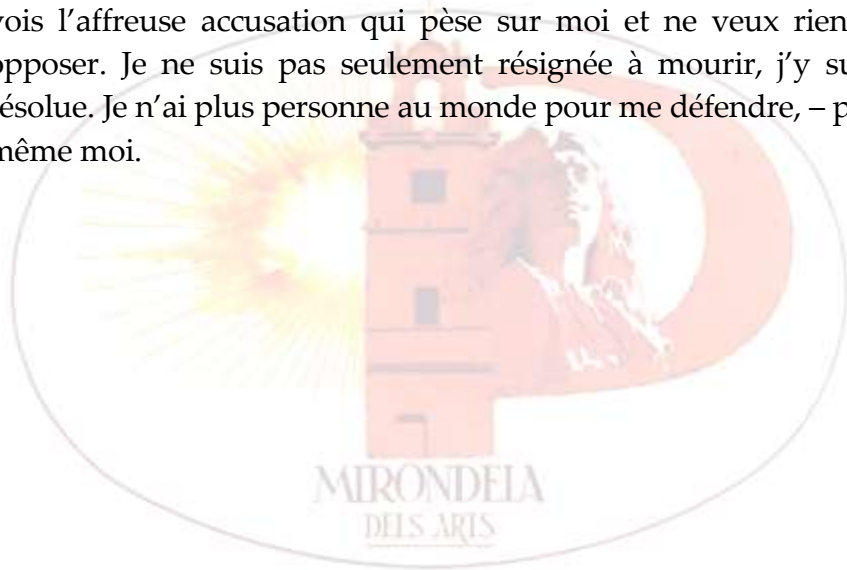 vois l’affreuse accusation qui pèse sur moi et ne veux rien
opposer. Je ne suis pas seulement résignée à mourir, j’y su
ésolue. Je n’ai plus personne au monde pour me défendre, – p
même moi.
MIRONDELA
DELS ARTS